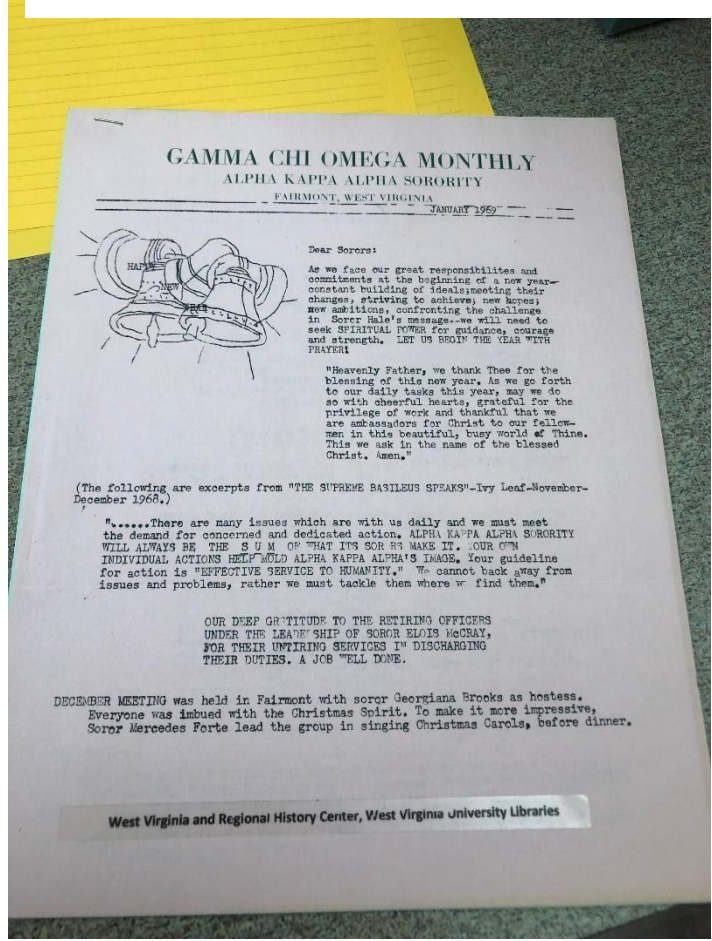 GAMMA CHI OMEGA MONTHLY
ALPHA KAPPA ALPHA SORORITY
FAIRMONT, WEST VIRGINIA
JANUARY 1969
HAPPY
NEW
YEAR
Dear Sorors:
As we face our great responsibilites and
commitments at the beginning of a new year—
constant building of ideals;meeting their
changes, striving to achieve; new hopes;
new ambitions, confronting the challenge
in Soror Hale's message--we will need to
seek SPIRITUAL POWER for guidance, courage
and strength. LET US BEGIN THE YEAR WITH
PRAYER!
"Heavenly Father, we thank Thee for the
blessing of this new year. As we go forth
to our daily tasks this year, may we do
so with cheerful hearts, grateful for the
privilege of work and thankful that we
are ambassadors for Christ to our fellow-
men in this beautiful, busy world of Thine.
This we ask in the name of the blessed
Christ. Amen."
(The following are excerpts from "THE SUPREME BASILEUS SPEAKS"-Ivy Leaf-November-
December 1968.)
"......There are many issues which are with us daily and we must meet
the demand for concerned and dedicated action. ALPHA KAPPA ALPHA SORORITY
WILL ALWAYS BE THE S U M OF WHAT ITS SOR RS MAKE IT. YOUR OWN
INDIVIDUAL ACTIONS HELP MOLD ALPHA KAPPA ALPHA'S IMAGE. Your guideline
for action is "EFFECTIVE SERVICE TO HUMANITY." We cannot back away from
issues and problems, rather we must tackle them where we find them."
OUR DEEP GRATITUDE TO THE RETIRING OFFICERS
UNDER THE LEADERSHIP OF SOROR ELOIS McCRAY,
FOR THEIR UNTIRING SERVICES IN DISCHARGING
THEIR DUTIES. A JOB WELL DONE.
DECEMBER MEETING was held in Fairmont with soror Georgiana Brooks as hostess.
Everyone was imbued with the Christmas Spirit. To make it more impressive,
Soror Mercedes Forte lead the group in singing Christmas Carols, before dinner.
West Virginia and Regional History Center, West Virginia University Libraries